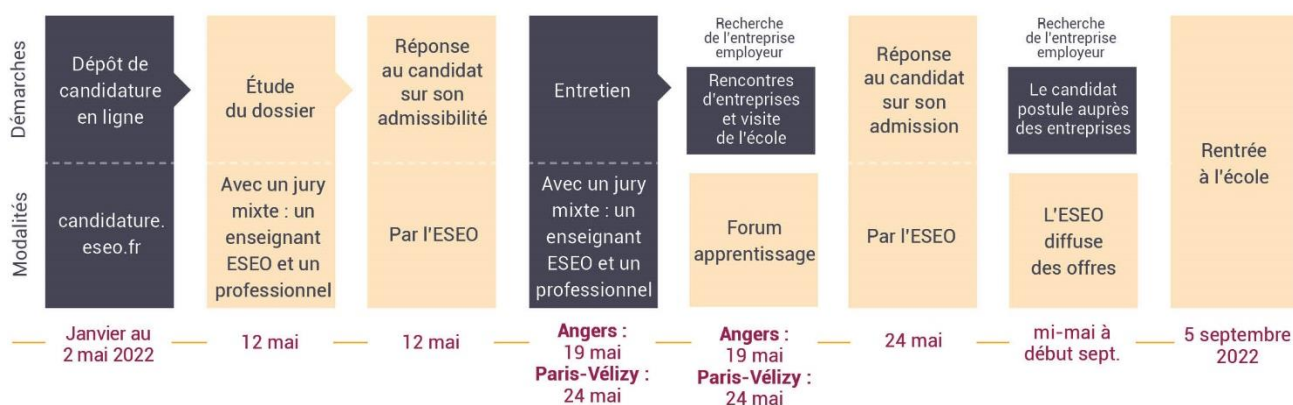 Démarches
Modalités
Dépôt de
candidature
en ligne
candidature.
eseo.fr
Janvier au
2 mai 2022
Étude
du dossier
Avec un jury
mixte : un
enseignant
ESEO et un
professionnel
12 mai
Réponse
au candidat
sur son
admissibilité
Par l'ESEO
12 mai
Entretien
Avec un jury
mixte : un
enseignant
ESEO et un
professionnel
Angers :
19 mai
Paris-Vélizy :
24 mai
Recherche
de l'entreprise
employeur
Rencontres
d'entreprises
et visite
de l'école
Forum
apprentissage
Angers :
19 mai
Paris-Vélizy :
24 mai
Réponse
au candidat
sur son
admission
Par l'ESEO
24 mai
Recherche
de l'entreprise
employeur
Le candidat
postule auprès
des entreprises
L'ESEO
diffuse
des offres
mi-mai à
début sept.
Rentrée
à l'école
5 septembre
2022